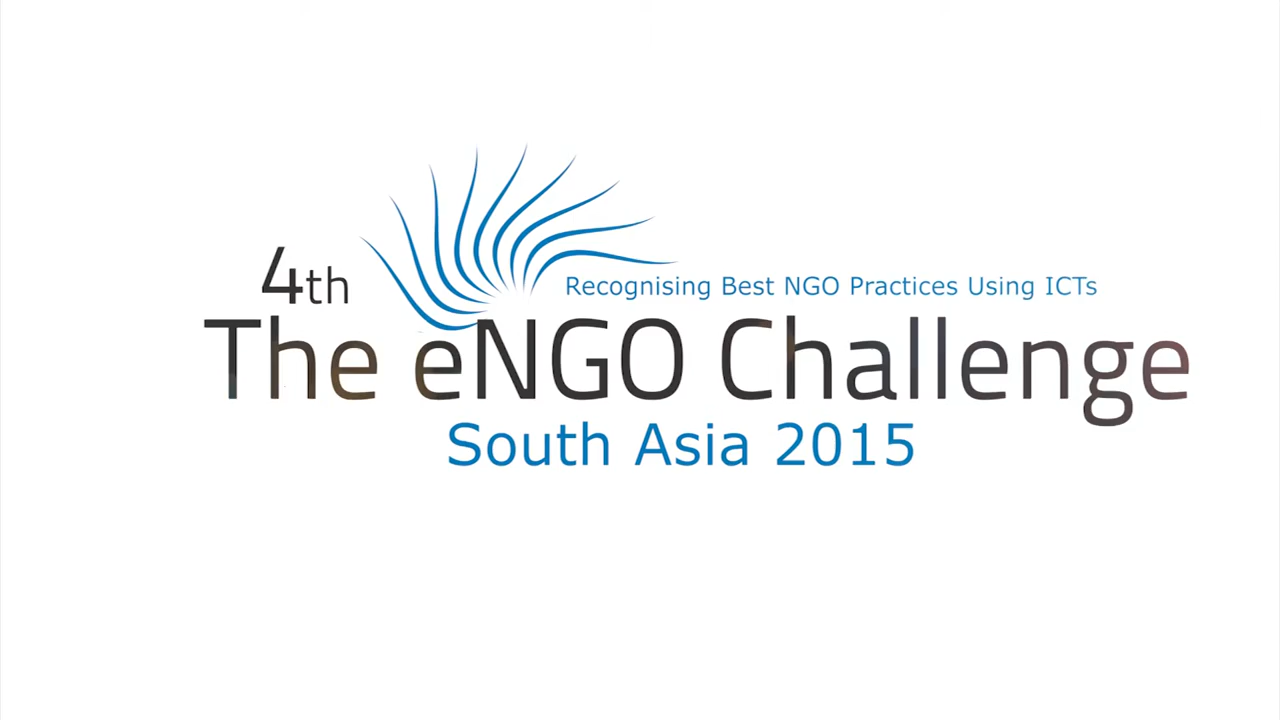 4th
Recognising Best NGO Practices Using ICTs
The eNGO Challenge
South Asia 2015